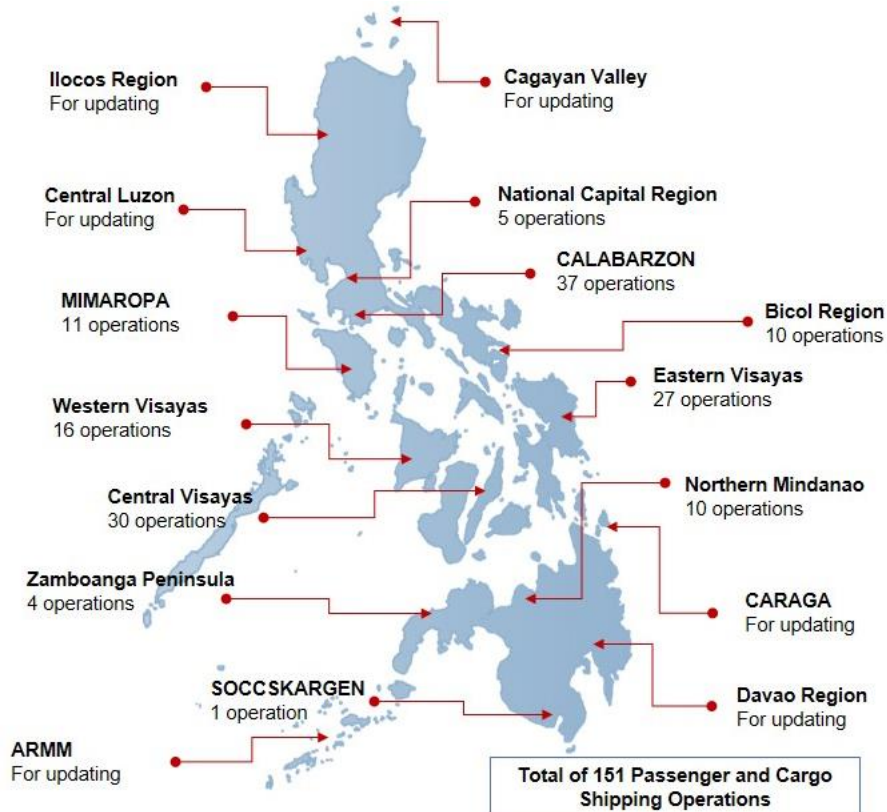 Ilocos Region
For updating
Cagayan Valley
For updating
Central Luzon
For updating
National Capital Region
5 operations
CALABARZON
37 operations
MIMAROPA
11 operations
Bicol Region
10 operations
Eastern Visayas
27 operations
Western Visayas
16 operations
Northern Mindanao
10 operations
Central Visayas
30 operations
Zamboanga Peninsula
4 operations
CARAGA
For updating
SOCCSKARGEN
1 operation
Davao Region
For updating
ARMM
For updating
Total of 151 Passenger and Cargo
Shipping Operations